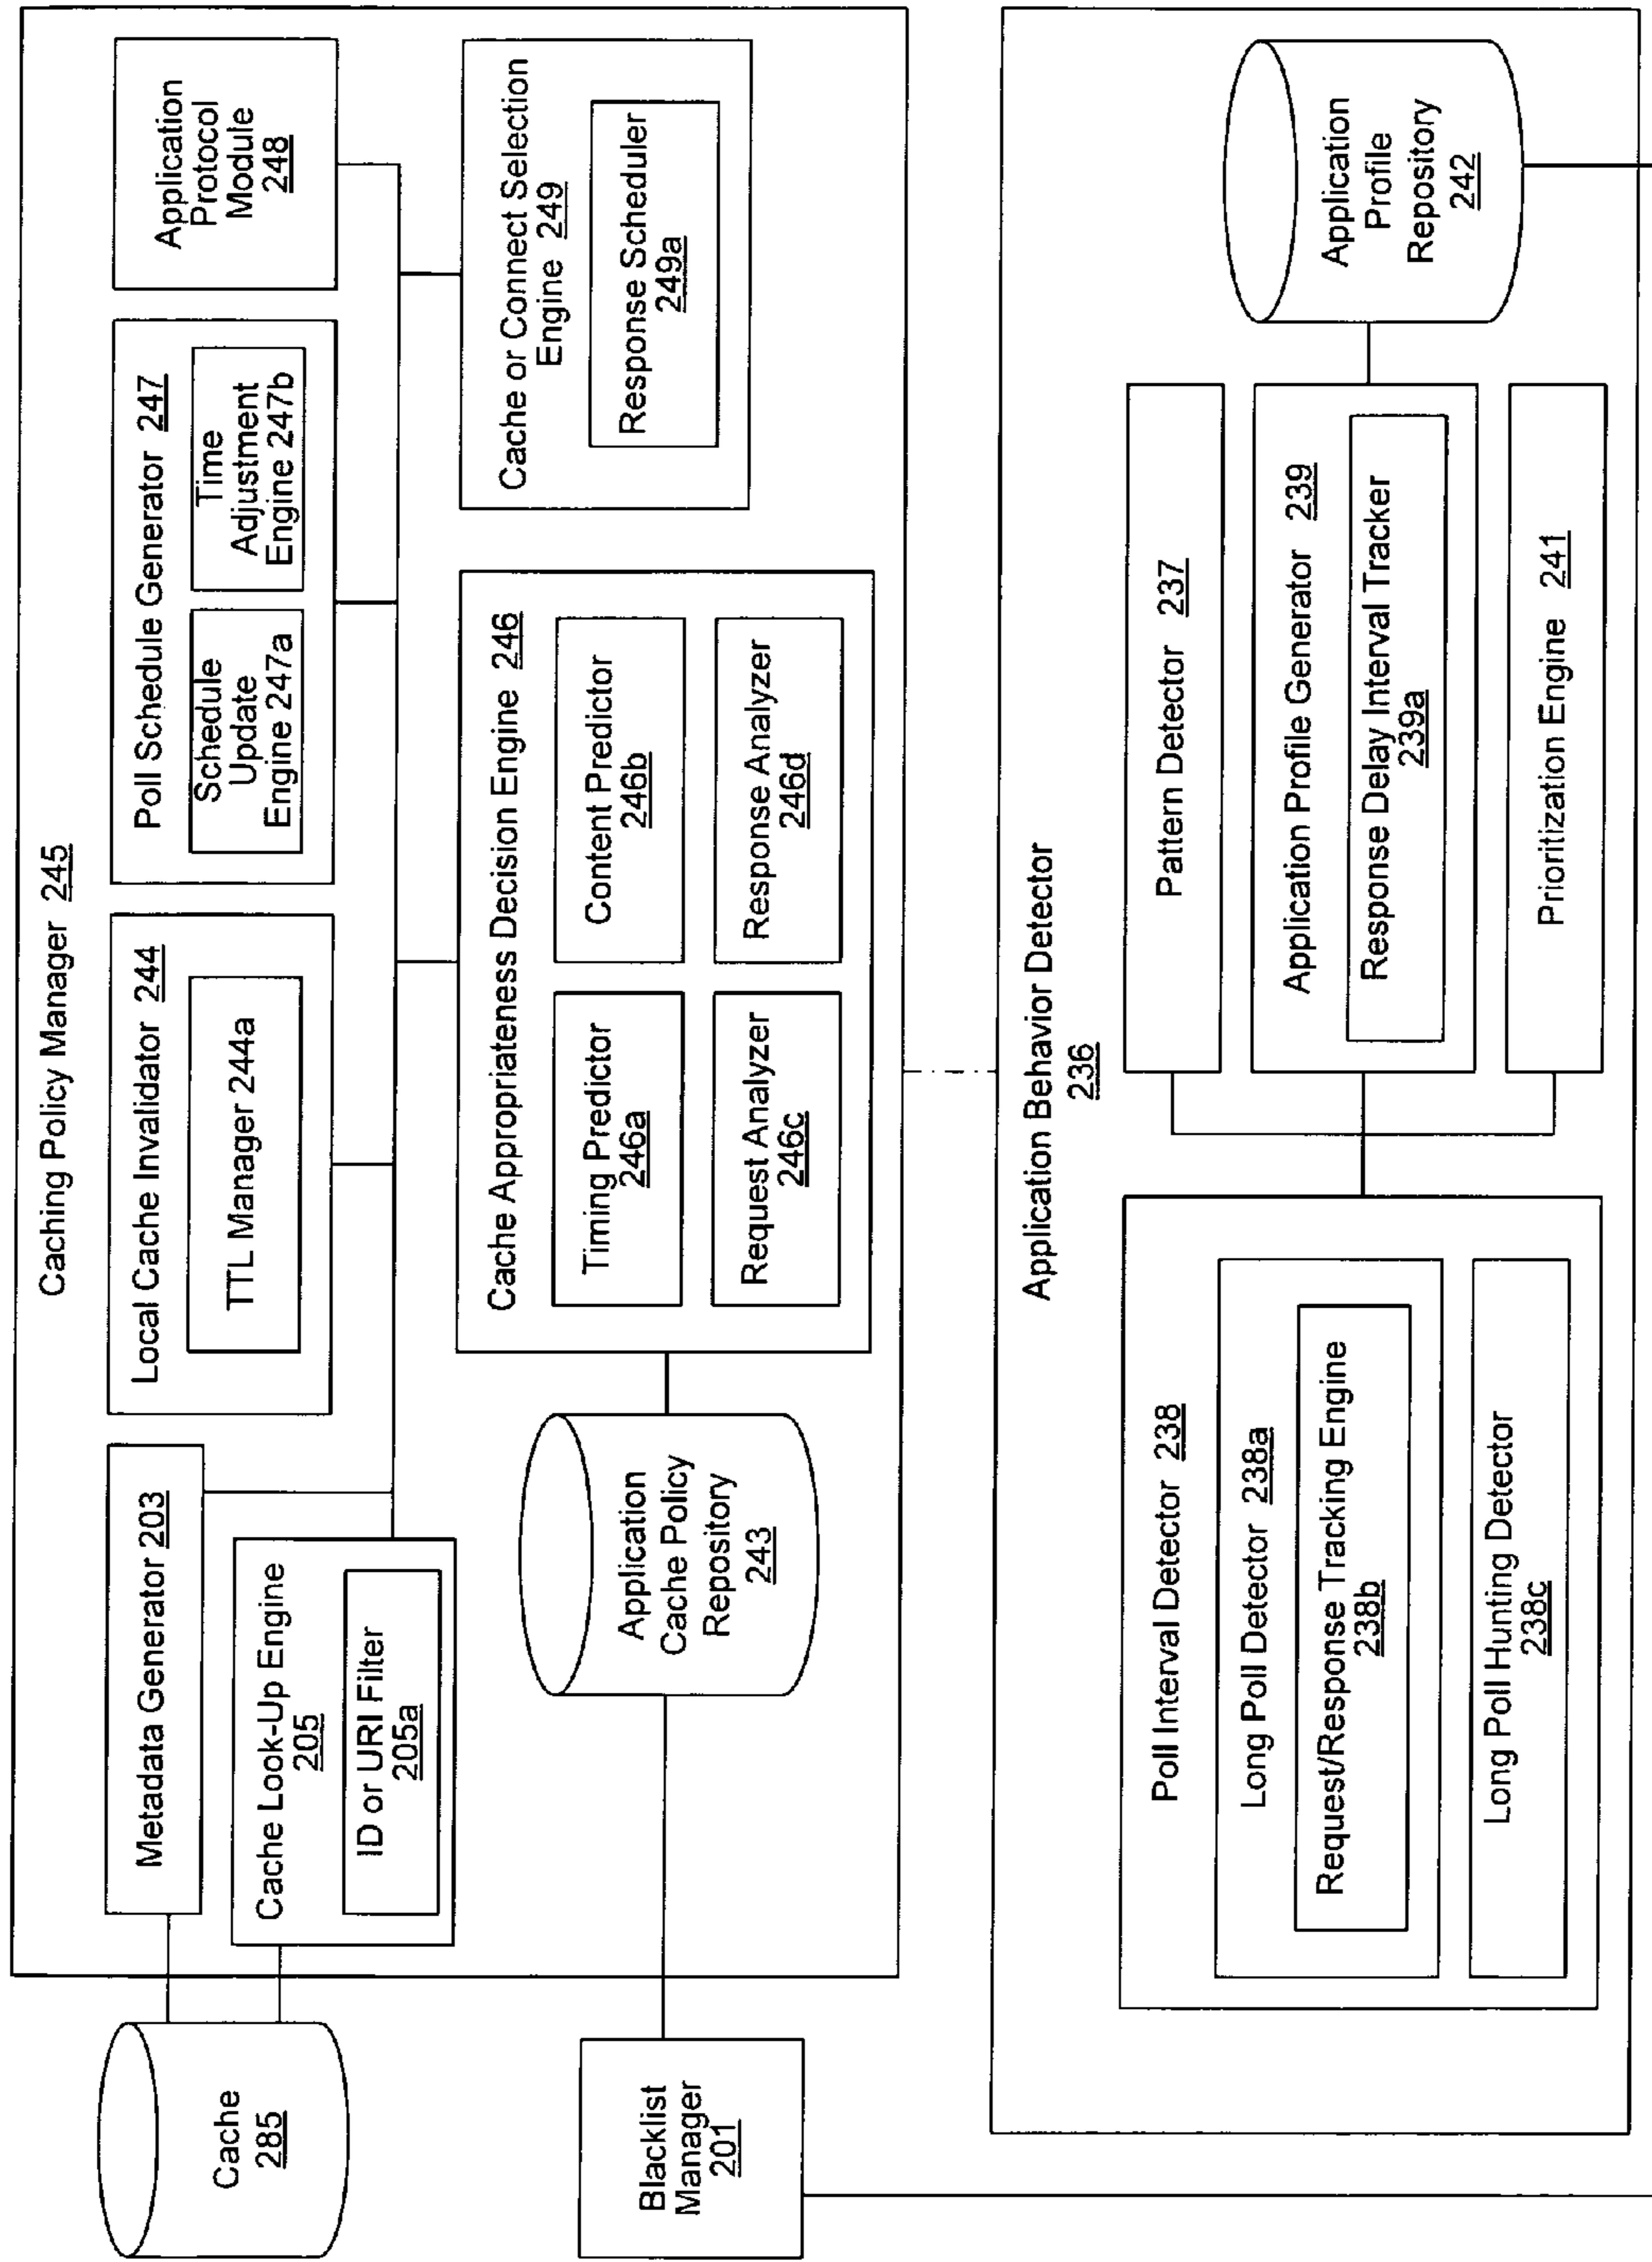 Cache
285
Caching Policy Manager 245
Metadata Generator 203
Cache Look-Up Engine
205
ID or URI Filter
205a
Local Cache Invalidator 244
TTL Manager 244a
Poll Schedule Generator 247
Schedule
Update
Engine 247a
Time
Adjustment
Engine 247b
Application
Protocol
Module
248
Blacklist
Manager
201
Application
Cache Policy
Repository
243
Cache Appropriateness Decision Engine 246
Timing Predictor
246a
Content Predictor
246b
Request Analyzer
246c
Response Analyzer
246d
Cache or Connect Selection
Engine 249
Response Scheduler
249a
Application Behavior Detector
236
Poll Interval Detector 238
Long Poll Detector 238a
Request/Response Tracking Engine
238b
Long Poll Hunting Detector
238c
Pattern Detector 237
Application Profile Generator 239
Response Delay Interval Tracker
239a
Prioritization Engine 241
Application
Profile
Repository
242